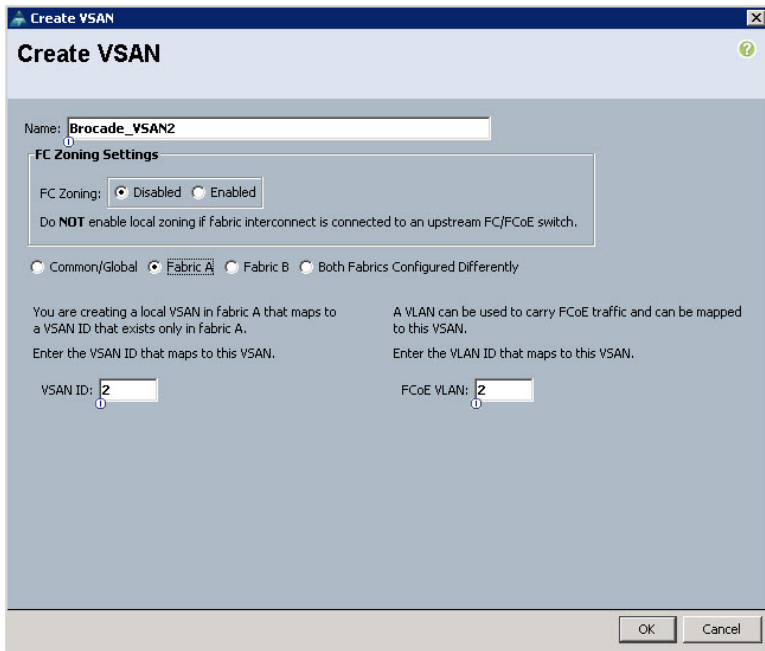 Create VSAN
Create VSAN
Name: Brocade_VSAN2
FC Zoning Settings
FC Zoning: Disabled Enabled
Do NOT enable local zoning if fabric interconnect is connected to an upstream FC/FCoE switch.
Common/Global Fabric A Fabric B Both Fabrics Configured Differently
You are creating a local VSAN in fabric A that maps to
a VSAN ID that exists only in fabric A.
Enter the VSAN ID that maps to this VSAN.
VSAN ID: 2
A VLAN can be used to carry FCoE traffic and can be mapped
to this VSAN.
Enter the VLAN ID that maps to this VSAN.
FCoE VLAN: 2
OK Cancel